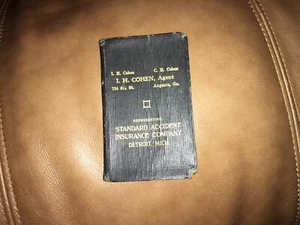 I. H. Cohen C. H. Cohen
I. H. COHEN, Agent
Augusta, Ga.
REPRESENTING
STANDARD ACCIDENT
INSURANCE COMPANY
DETROIT, MICH.